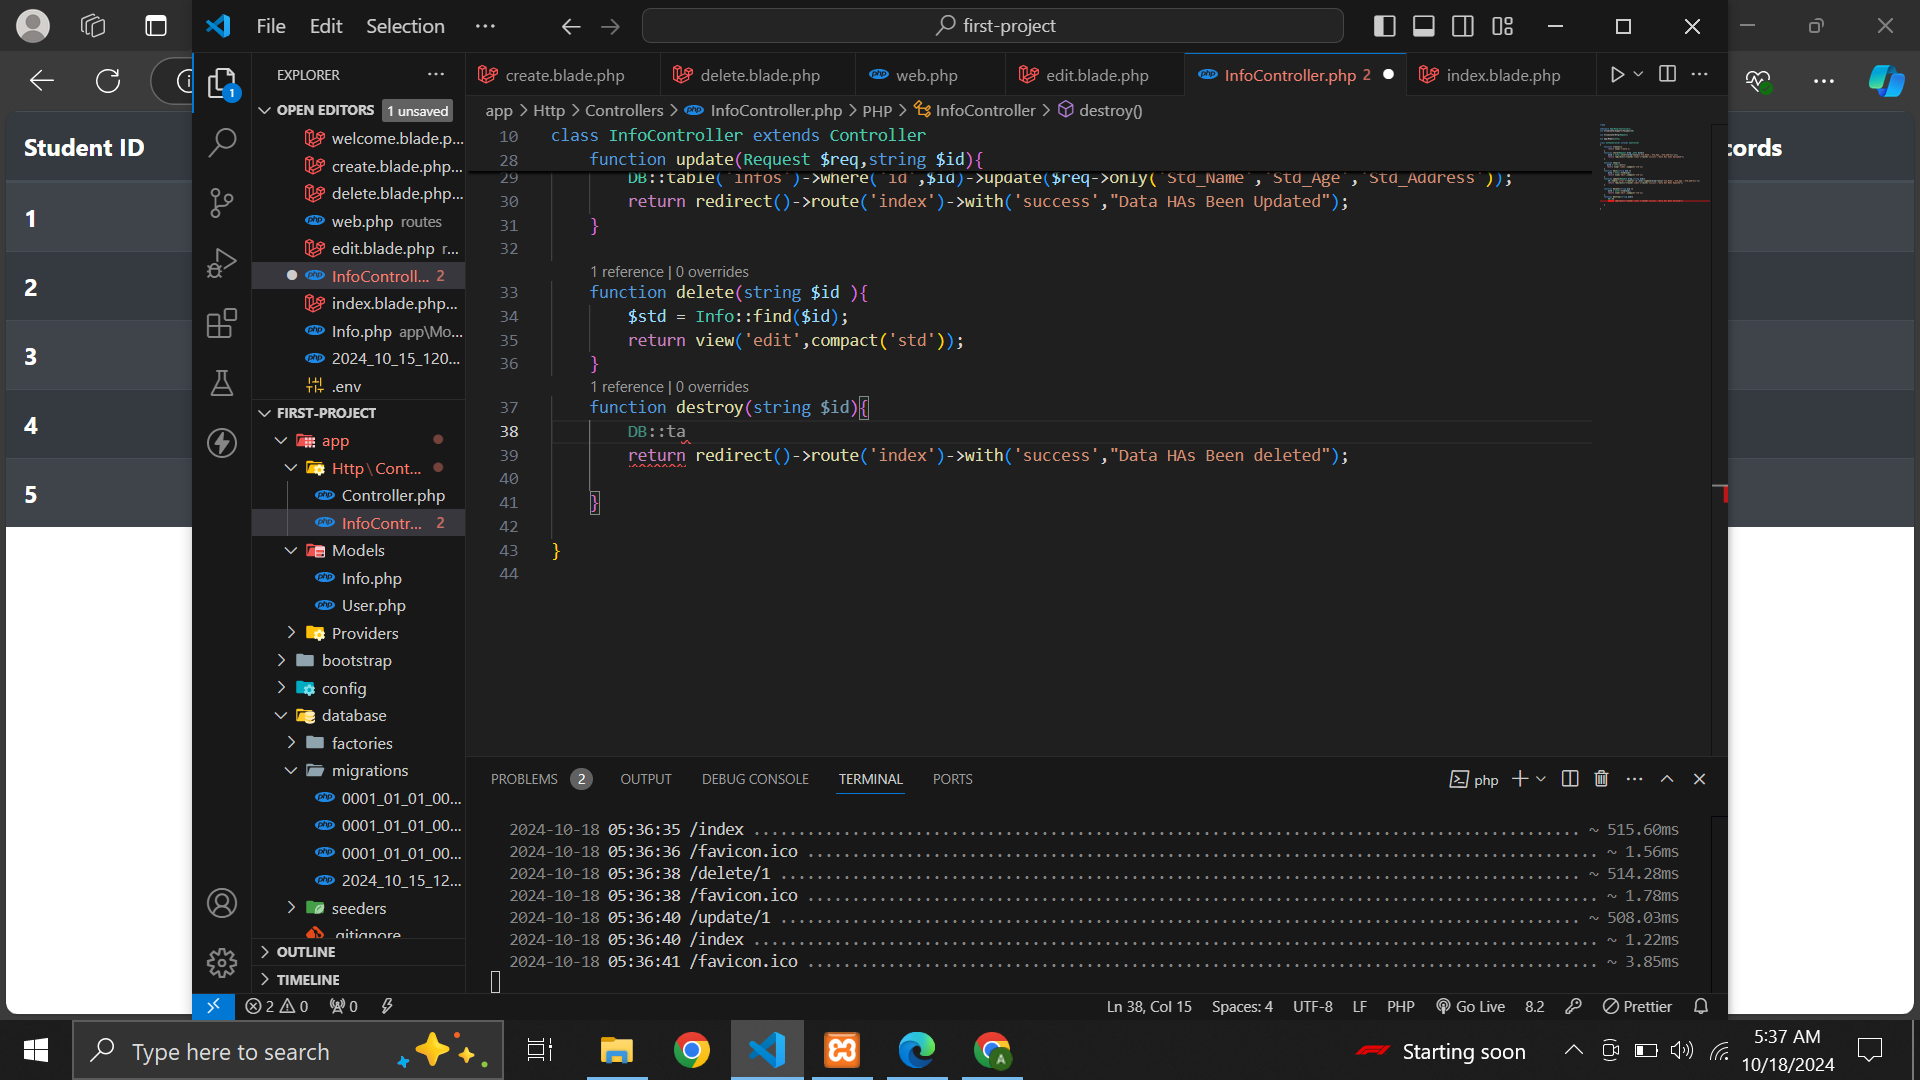 File Edit Selection ···
first-project
EXPLORER
OPEN EDITORS 1 unsaved
welcome.blade.p...
create.blade.php...
delete.blade.php...
web.php routes
edit.blade.php r...
InfoControll... 2
index.blade.php...
Info.php app\Mo...
2024_10_15_120...
.env
FIRST-PROJECT
app
Http\Cont...
Controller.php
InfoContr... 2
Models
Info.php
User.php
Providers
bootstrap
config
database
factories
migrations
0001_01_01_00...
0001_01_01_00...
0001_01_01_00...
2024_10_15_12...
seeders
.gitignore
OUTLINE
TIMELINE
create.blade.php delete.blade.php web.php edit.blade.php InfoController.php 2 index.blade.php
app > Http > Controllers > InfoController.php > PHP > InfoController > destroy()
10 class InfoController extends Controller
28 function update(Request $req,string $id){
29 DB::table('infos')->where('id',$id)->update($req->only('Std_Name','Std_Age','Std_Address'));
30 return redirect()->route('index')->with('success',"Data HAs Been Updated");
31 }
32
1 reference | 0 overrides
33 function delete(string $id ){
34 $std = Info::find($id);
35 return view('edit',compact('std'));
36 }
1 reference | 0 overrides
37 function destroy(string $id){
38 DB::ta
39 return redirect()->route('index')->with('success',"Data HAs Been deleted");
40
41 }
42
43 }
44
PROBLEMS 2 OUTPUT DEBUG CONSOLE TERMINAL PORTS
php
2024-10-18 05:36:35 /index ~ 515.60ms
2024-10-18 05:36:36 /favicon.ico ~ 1.56ms
2024-10-18 05:36:38 /delete/1 ~ 514.28ms
2024-10-18 05:36:38 /favicon.ico ~ 1.78ms
2024-10-18 05:36:40 /update/1 ~ 508.03ms
2024-10-18 05:36:40 /index ~ 1.22ms
2024-10-18 05:36:41 /favicon.ico ~ 3.85ms
2 0 0
Ln 38, Col 15 Spaces: 4 UTF-8 LF PHP Go Live 8.2 Prettier
Student ID
1
2
3
4
5
cords
Type here to search
Starting soon
5:37 AM
10/18/2024